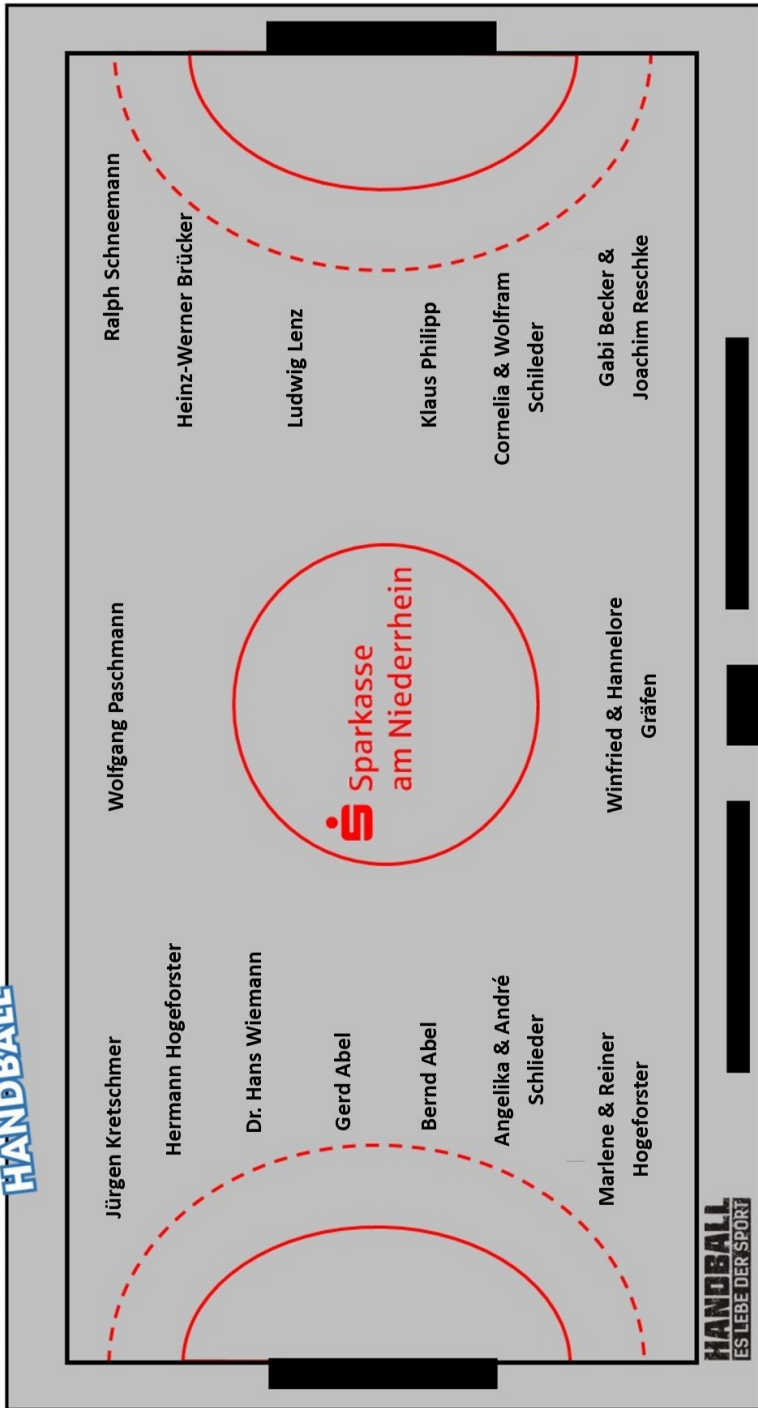 HANDBALL
Jürgen Kretschmer
Wolfgang Paschmann
Ralph Schneemann
Hermann Hogeforster
Heinz-Werner Brücker
Dr. Hans Wiemann
Ludwig Lenz
Gerd Abel
Sparkasse
am Niederrhein
Bernd Abel
Klaus Philipp
Angelika & André
Schlieder
Cornelia & Wolfram
Schileder
Marlene & Reiner
Hogeforster
Winfried & Hannelore
Gräfen
Gabi Becker &
Joachim Reschke
HANDBALL
ES LEBE DER SPORT